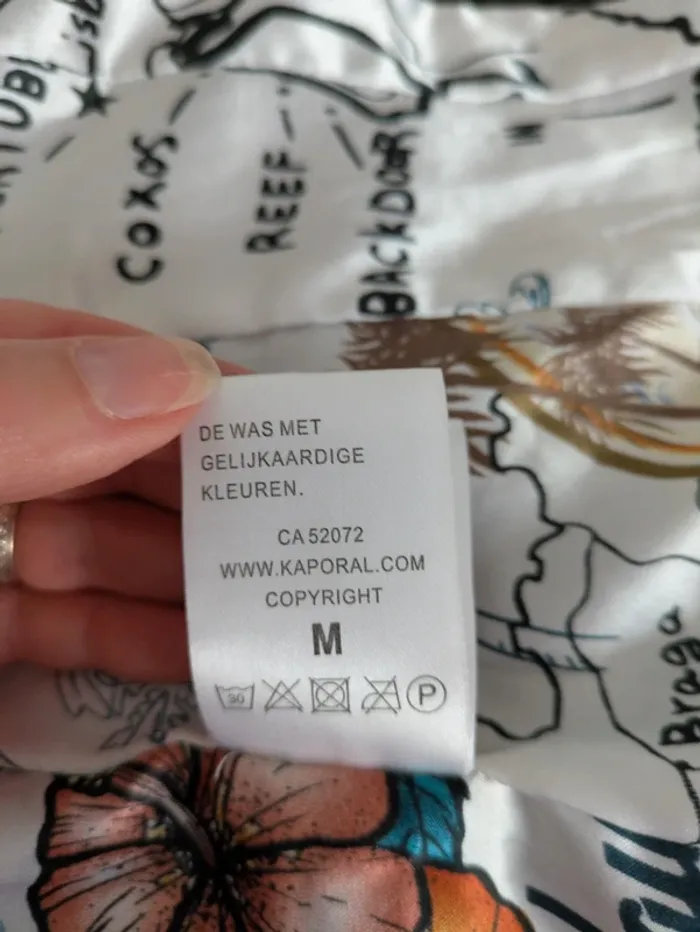 COXOS
REEF
BACKDOOR
Braga
DE WAS MET
GELIJKAARDIGE
KLEUREN.
CA 52072
WWW.KAPORAL.COM
COPYRIGHT
M
30
P